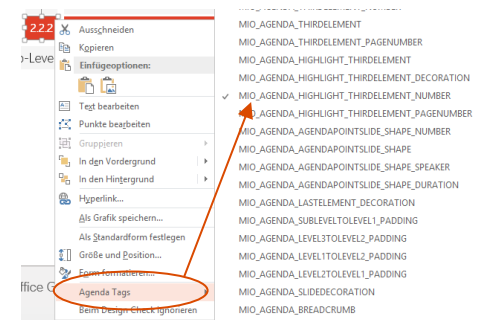 2.2.2
o-Leve
ffice G
Ausschneiden
Kopieren
Einfügeoptionen:
Text bearbeiten
Punkte bearbeiten
Gruppieren
In den Vordergrund
In den Hintergrund
Hyperlink...
Als Grafik speichern...
Als Standardform festlegen
Größe und Position...
Form formatieren...
Agenda Tags
Beim Design Check ignorieren
MIO_AGENDA_THIRDELEMENT
MIO_AGENDA_THIRDELEMENT_PAGENUMBER
MIO_AGENDA_HIGHLIGHT_THIRDELEMENT
MIO_AGENDA_HIGHLIGHT_THIRDELEMENT_DECORATION
MIO_AGENDA_HIGHLIGHT_THIRDELEMENT_NUMBER
MIO_AGENDA_HIGHLIGHT_THIRDELEMENT_PAGENUMBER
MIO_AGENDA_AGENDAPOINTSLIDE_SHAPE_NUMBER
MIO_AGENDA_AGENDAPOINTSLIDE_SHAPE
MIO_AGENDA_AGENDAPOINTSLIDE_SHAPE_SPEAKER
MIO_AGENDA_AGENDAPOINTSLIDE_SHAPE_DURATION
MIO_AGENDA_LASTELEMENT_DECORATION
MIO_AGENDA_SUBLEVELTOLEVEL1_PADDING
MIO_AGENDA_LEVEL3TOLEVEL2_PADDING
MIO_AGENDA_LEVEL1TOLEVEL2_PADDING
MIO_AGENDA_LEVEL2TOLEVEL1_PADDING
MIO_AGENDA_SLIDEDECORATION
MIO_AGENDA_BREADCRUMB